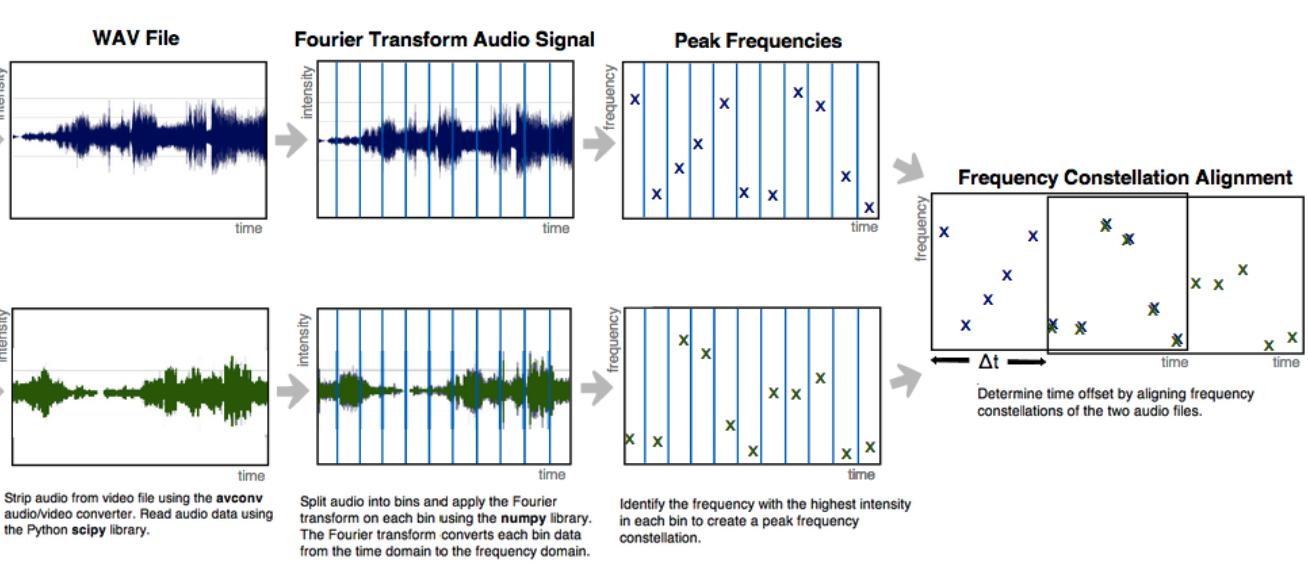 WAV File
Fourier Transform Audio Signal
Peak Frequencies
intensity
intensity
frequency
time
time
time
Frequency Constellation Alignment
frequency
Δt
time
time
Determine time offset by aligning frequency
constellations of the two audio files.
intensity
intensity
frequency
time
time
time
Strip audio from video file using the avconv
audio/video converter. Read audio data using
the Python scipy library.
Split audio into bins and apply the Fourier
transform on each bin using the numpy library.
The Fourier transform converts each bin data
from the time domain to the frequency domain.
Identify the frequency with the highest intensity
in each bin to create a peak frequency
constellation.